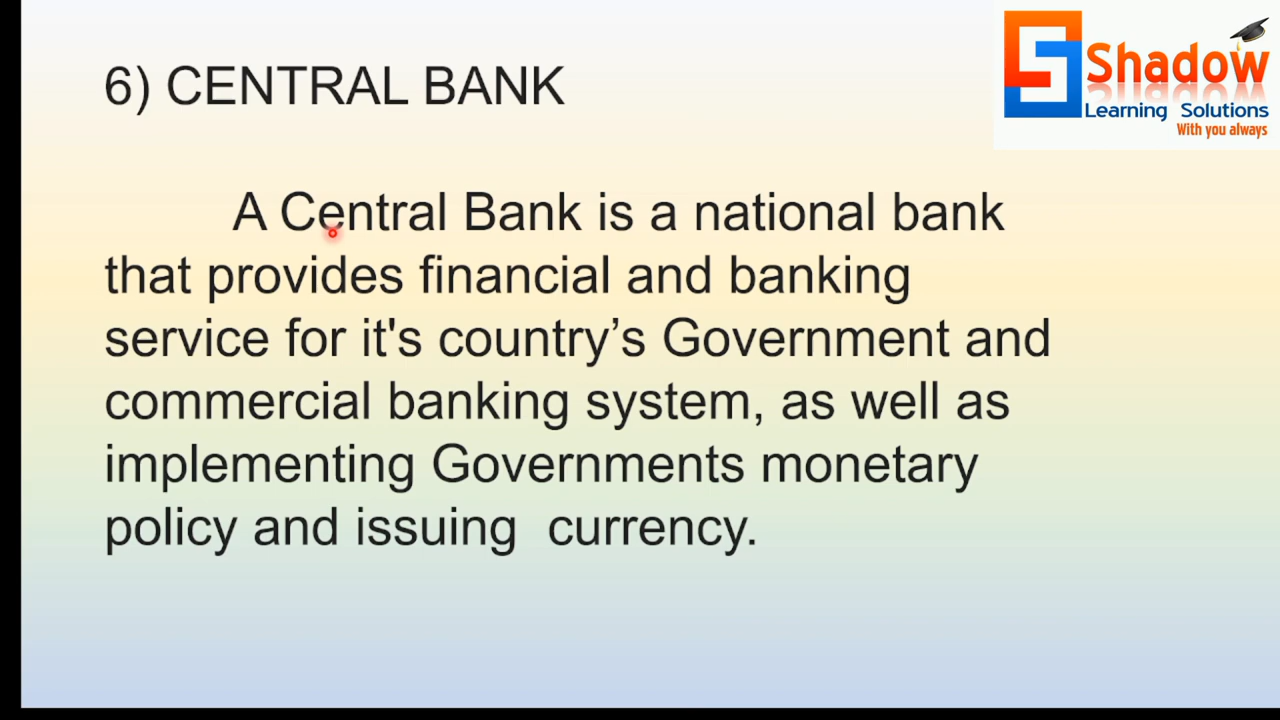 Shadow
Learning Solutions
With you always
6) CENTRAL BANK
A Central Bank is a national bank
that provides financial and banking
service for it's country’s Government and
commercial banking system, as well as
implementing Governments monetary
policy and issuing  currency.